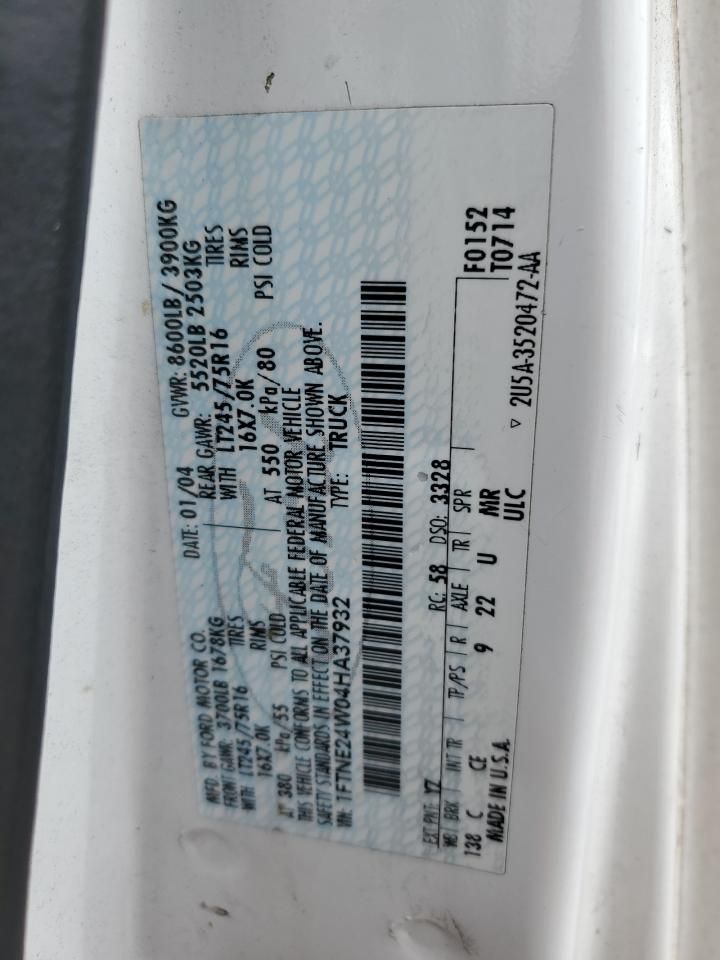 MFD. BY FORD MOTOR CO.
DATE: 01/04 GVWR: 8600LB/3900KG
FRONT GAWR: 3700LB 1678KG REAR GAWR: 5520LB 2503KG
WITH LT245/75R16 TIRES WITH LT245/75R16 TIRES
16X7.0K RIMS 16X7.0K RIMS
AT 380 kPa/55 PSI COLD AT 550 kPa/80 PSI COLD
THIS VEHICLE CONFORMS TO ALL APPLICABLE FEDERAL MOTOR VEHICLE
SAFETY STANDARDS IN EFFECT ON THE DATE OF MANUFACTURE SHOWN ABOVE.
VIN: 1FTNE24W04HA37932 TYPE: TRUCK
EXT PNT: YZ RC: 58 DSO: 3328
WB BRK INT TR TP/PS R AXLE TR SPR
138 C CE 9 22 U MR
F0152
T0714
MADE IN U.S.A. ULC ▽ 2U5A-3520472-AA